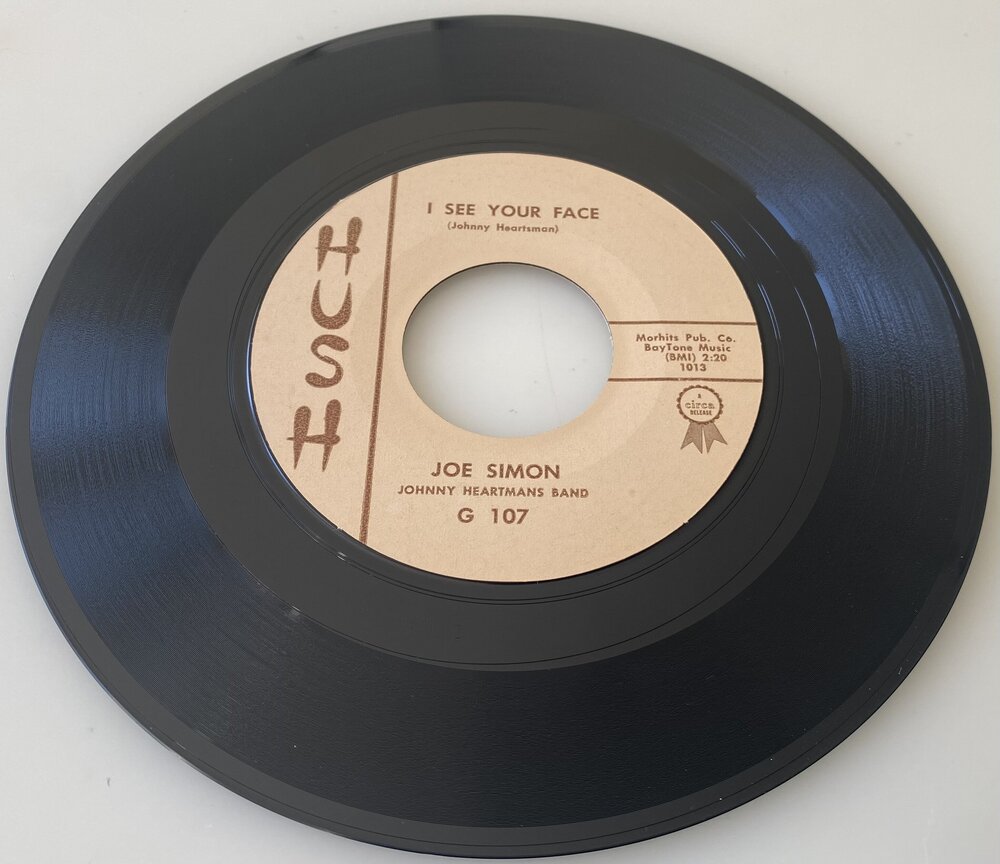 HUSH
I SEE YOUR FACE
(Johnny Heartsman)
Morhits Pub. Co.
BayTone Music
(BMI) 2:20
1013
A
circa
RELEASE
JOE SIMON
JOHNNY HEARTMANS BAND
G 107